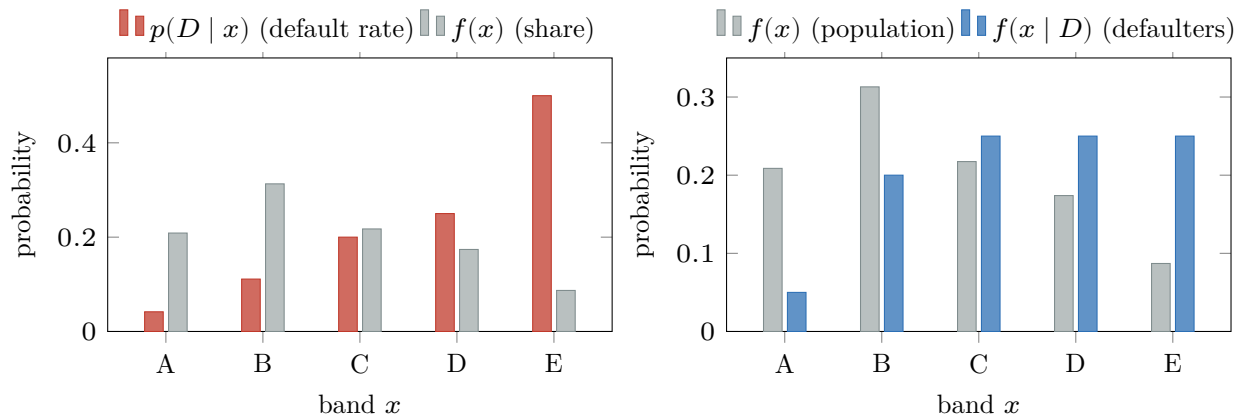 p(D | x) (default rate) f(x) (share)
probability
0.4
0.2
0
A B C D E
band x
f(x) (population) f(x | D) (defaulters)
probability
0.3
0.2
0.1
0
A B C D E
band x